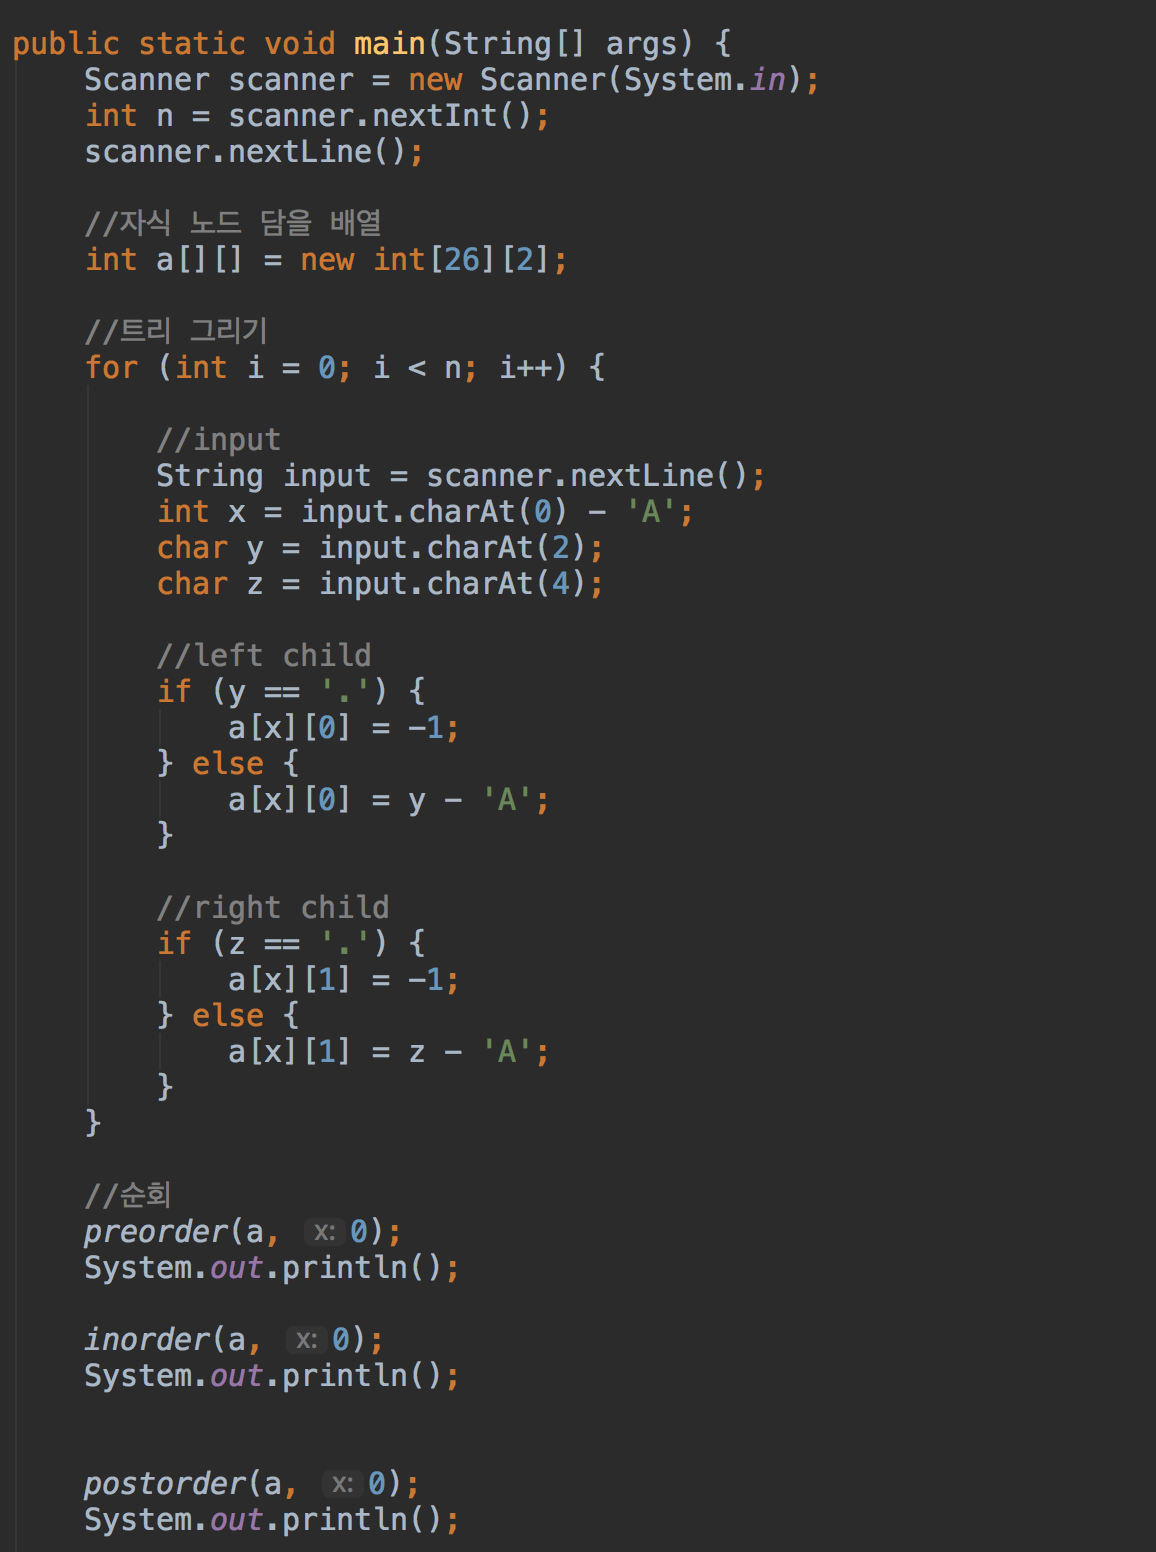 public static void main(String[] args) {
Scanner scanner = new Scanner(System.in);
int n = scanner.nextInt();
scanner.nextLine();
//자식 노드 담을 배열
int a[][] = new int[26][2];
//트리 그리기
for (int i = 0; i < n; i++) {
//input
String input = scanner.nextLine();
int x = input.charAt(0) - 'A';
char y = input.charAt(2);
char z = input.charAt(4);
//left child
if (y == '.') {
a[x][0] = -1;
} else {
a[x][0] = y - 'A';
}
//right child
if (z == '.') {
a[x][1] = -1;
} else {
a[x][1] = z - 'A';
}
}
//순회
preorder(a, x: 0);
System.out.println();
inorder(a, x: 0);
System.out.println();
postorder(a, x: 0);
System.out.println();